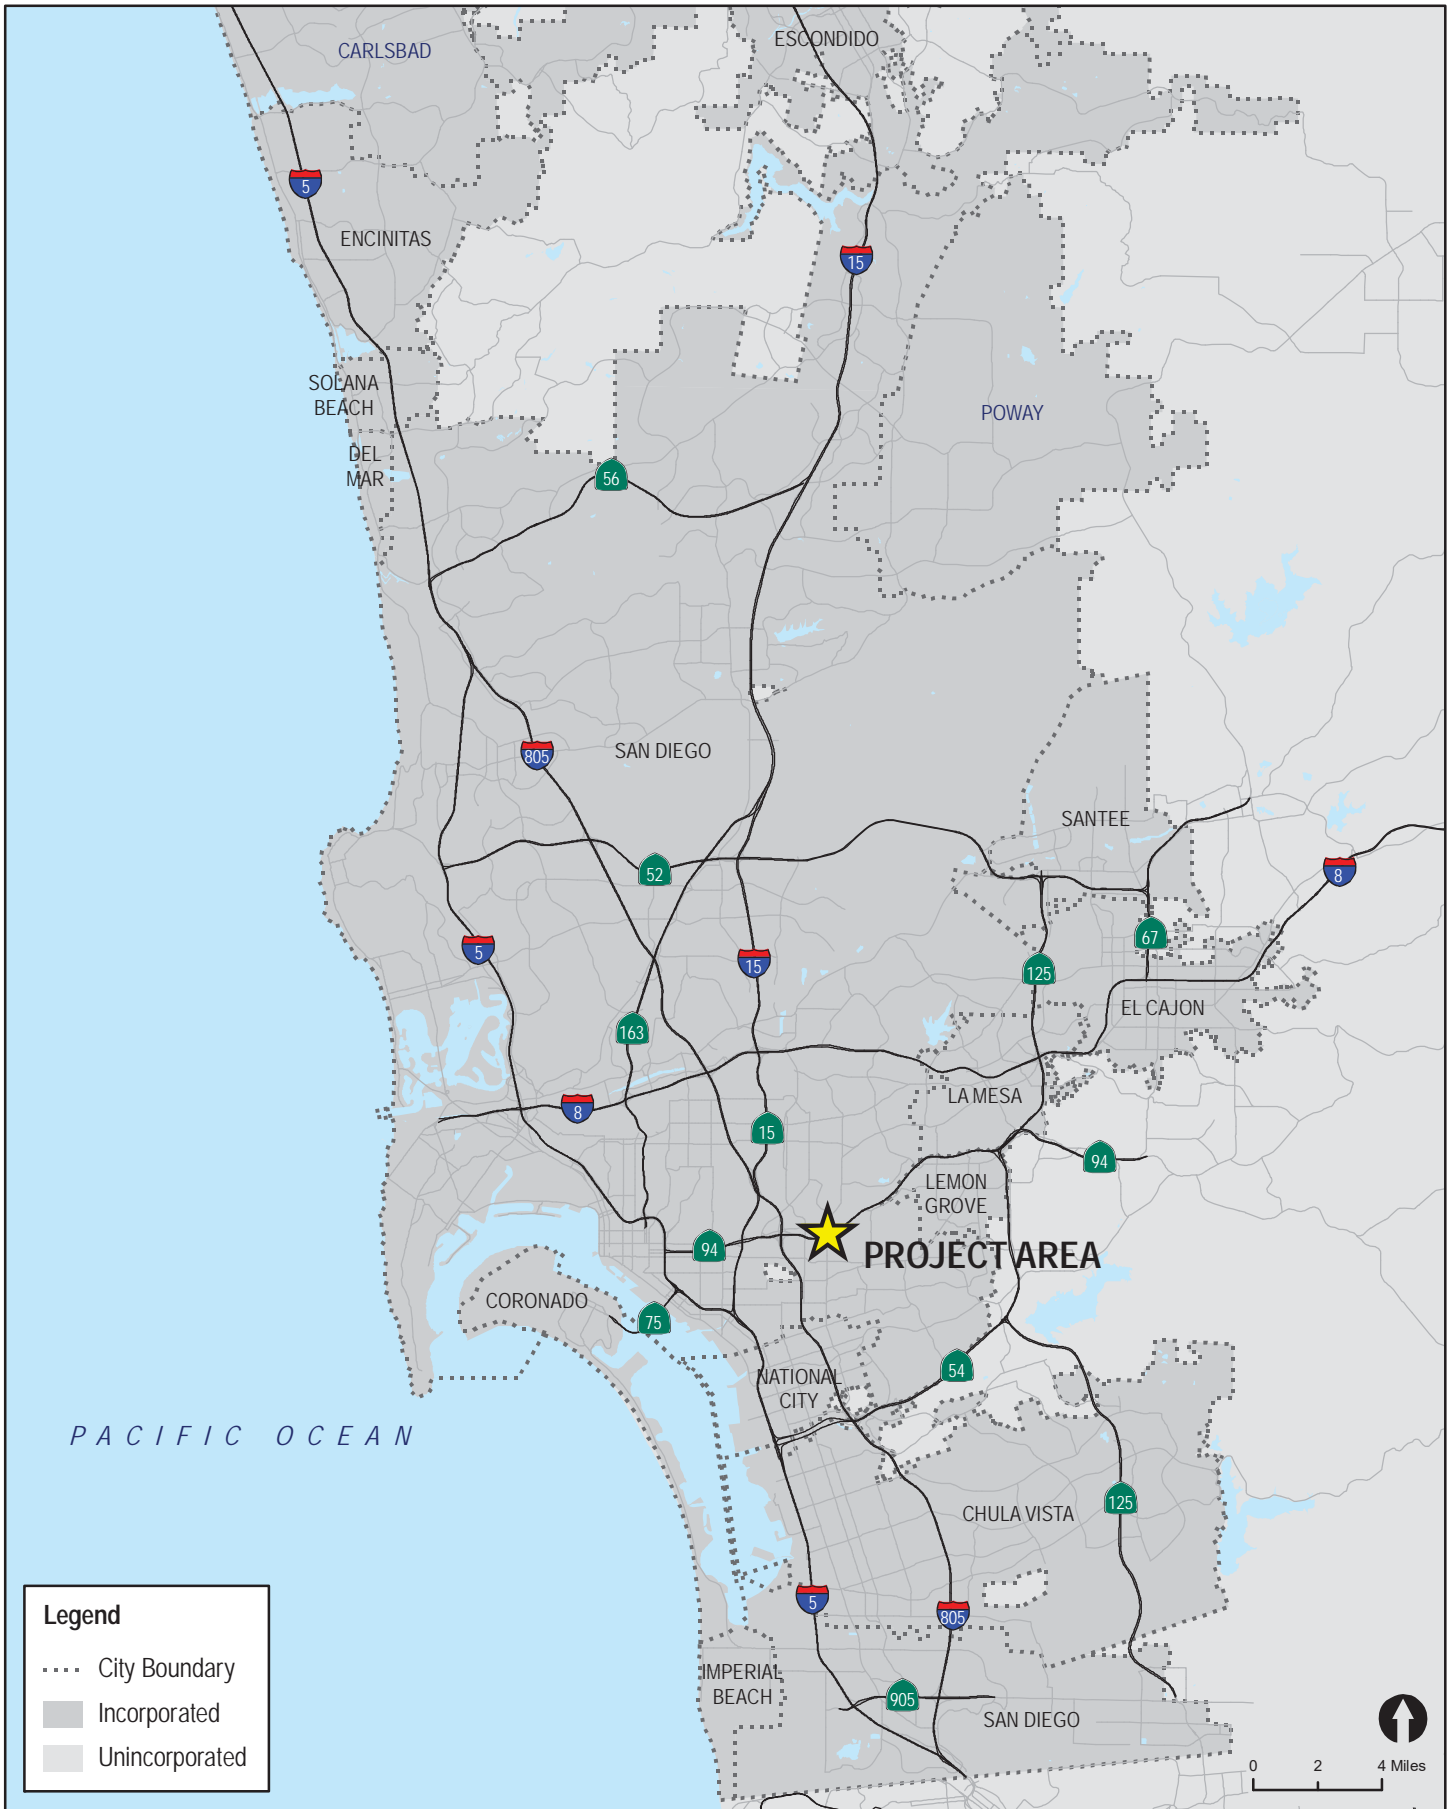 ESCONDIDO
CARLSBAD
5
ENCINITAS
15
SOLANA
BEACH
POWAY
DEL
MAR
56
805
SAN DIEGO
SANTEE
52
8
5
67
15
125
EL CAJON
163
LA MESA
8
15
94
LEMON
GROVE
94
PROJECT AREA
CORONADO
75
NATIONAL
CITY
54
PACIFIC OCEAN
125
CHULA VISTA
5
805
Legend
City Boundary
Incorporated
Unincorporated
IMPERIAL
BEACH
905
SAN DIEGO
0 2 4 Miles